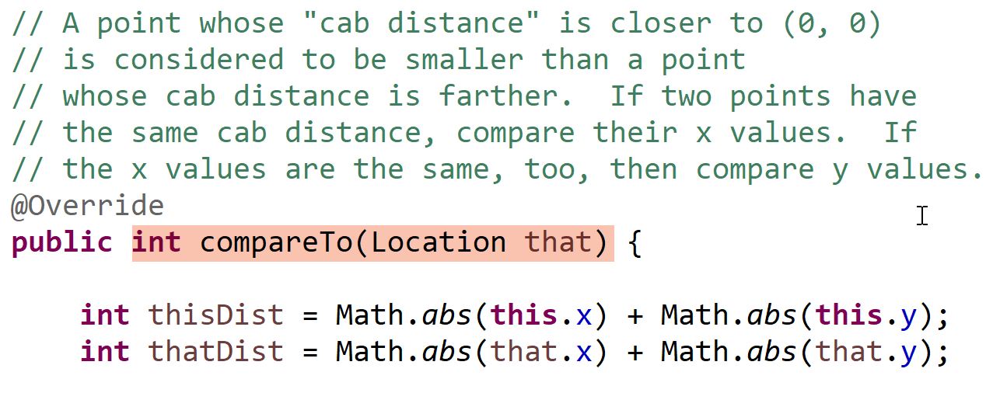 // A point whose "cab distance" is closer to (0, 0)
// is considered to be smaller than a point
// whose cab distance is farther.  If two points have
// the same cab distance, compare their x values.  If
// the x values are the same, too, then compare y values.
@Override
public int compareTo(Location that) {
    int thisDist = Math.abs(this.x) + Math.abs(this.y);
    int thatDist = Math.abs(that.x) + Math.abs(that.y);